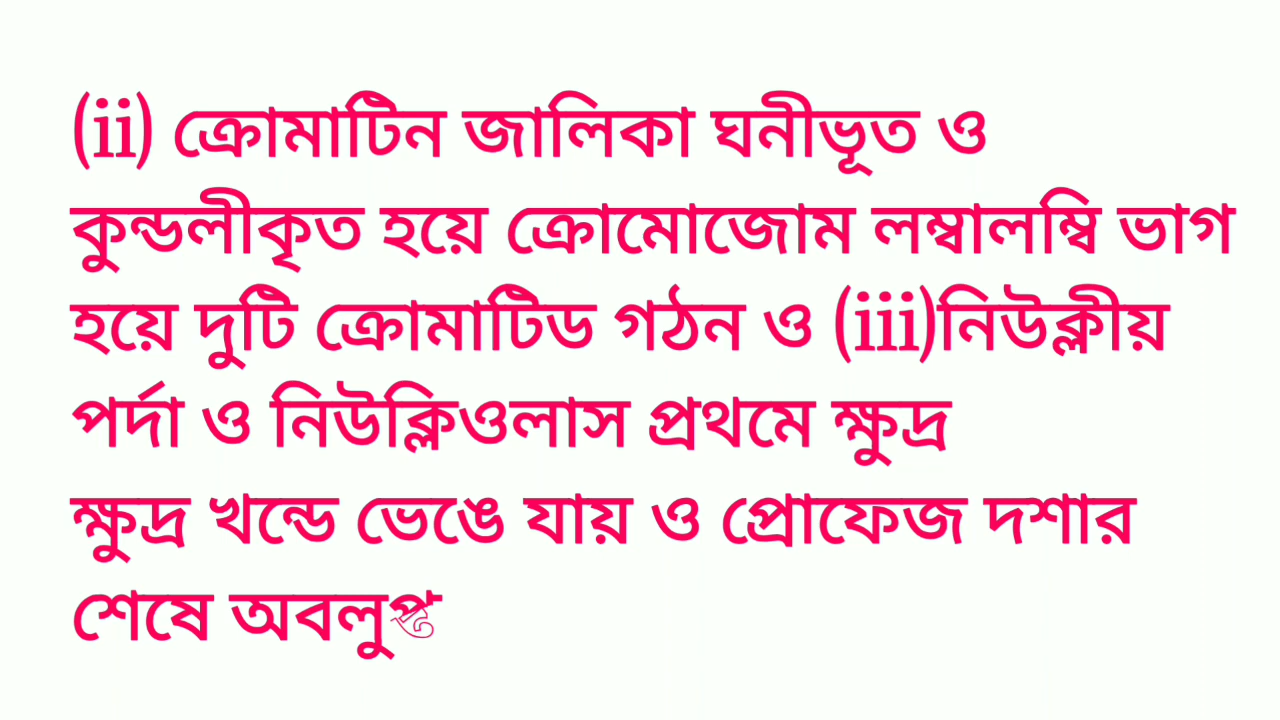 (ii) ক্রোমাটিন জালিকা ঘনীভূত ও
কুন্ডলীকৃত হয়ে ক্রোমোজোম লম্বালম্বি ভাগ
হয়ে দুটি ক্রোমাটিড গঠন ও (iii)নিউক্লীয়
পর্দা ও নিউক্লিওলাস প্রথমে ক্ষুদ্র
ক্ষুদ্র খন্ডে ভেঙে যায় ও প্রোফেজ দশার
শেষে অবলুপ্ত